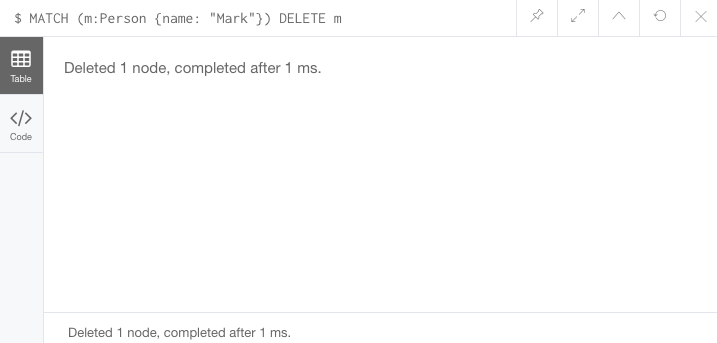 $ MATCH (m:Person {name: "Mark"}) DELETE m
Table
Deleted 1 node, completed after 1 ms.
Code
Deleted 1 node, completed after 1 ms.